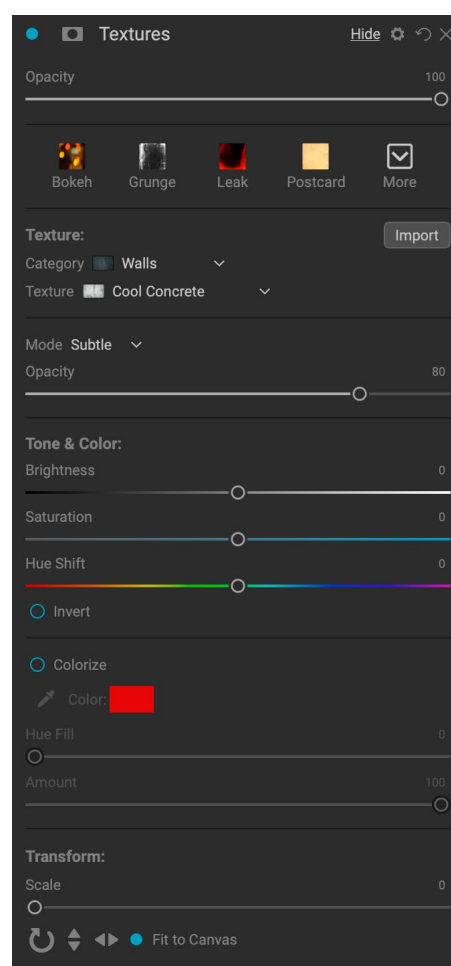 Textures Hide
Opacity 100
Bokeh Grunge Leak Postcard More
Texture: Import
Category Walls
Texture Cool Concrete
Mode Subtle
Opacity 80
Tone & Color:
Brightness 0
Saturation 0
Hue Shift 0
Invert
Colorize
Color:
Hue Fill 0
Amount 100
Transform:
Scale 0
Fit to Canvas